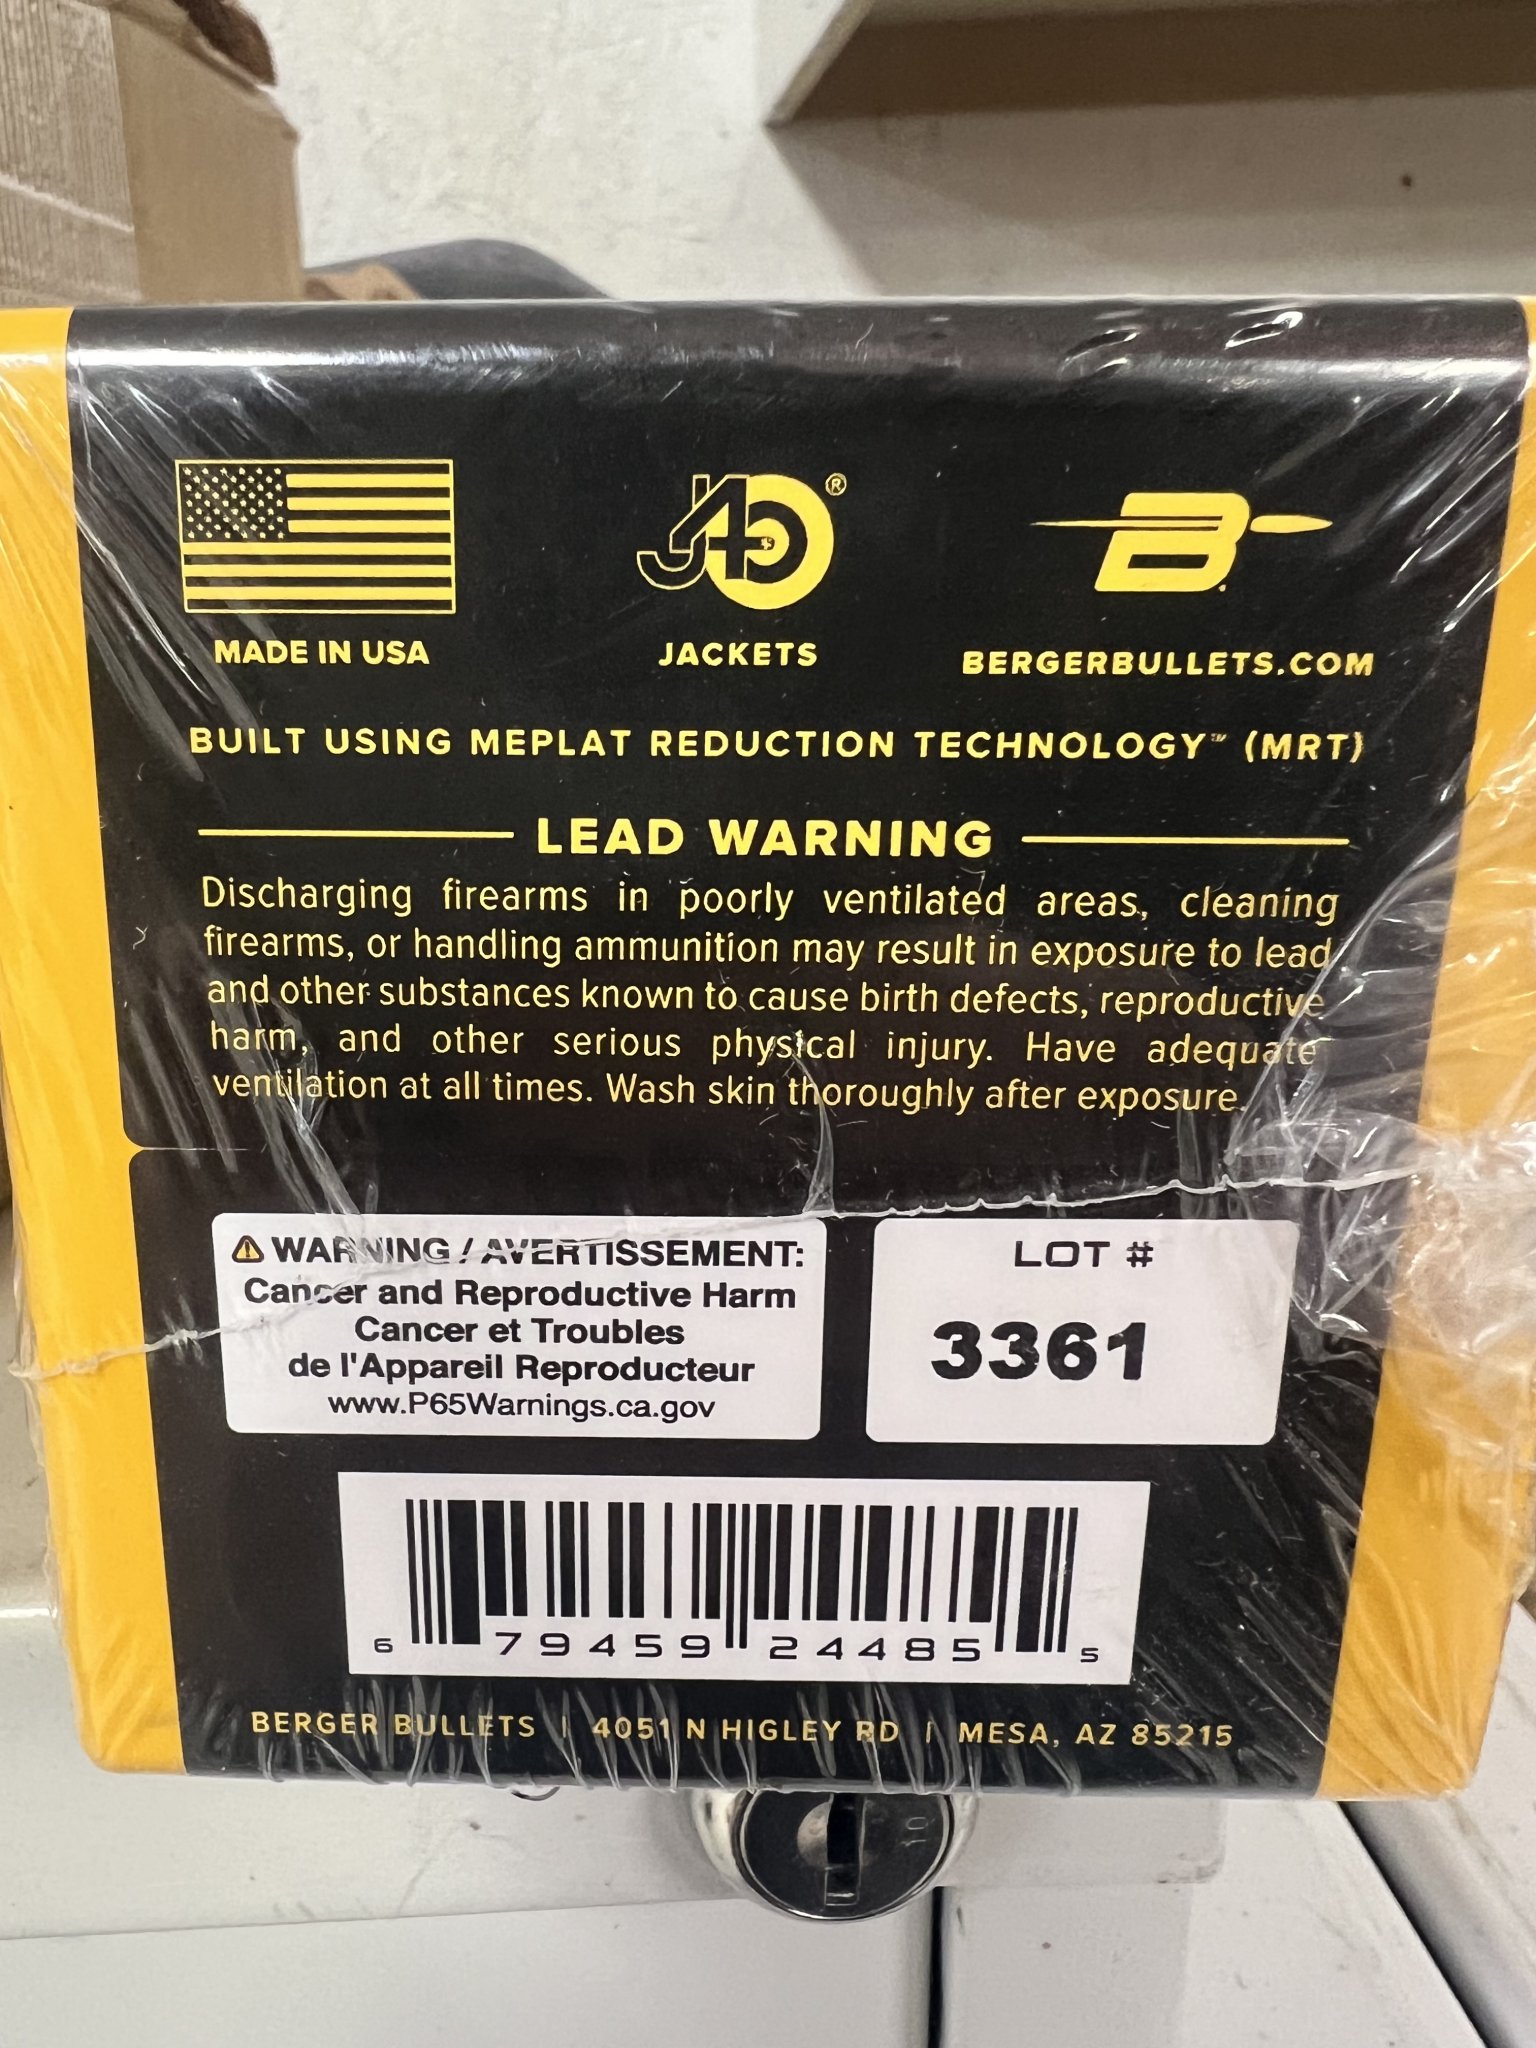 J4 ®
B.
MADE IN USA
JACKETS
BERGERBULLETS.COM
BUILT USING MEPLAT REDUCTION TECHNOLOGY™ (MRT)
LEAD WARNING
Discharging firearms in poorly ventilated areas, cleaning
firearms, or handling ammunition may result in exposure to lead
and other substances known to cause birth defects, reproductive
harm, and other serious physical injury. Have adequate
ventilation at all times. Wash skin thoroughly after exposure.
WARNING / AVERTISSEMENT:
Cancer and Reproductive Harm
Cancer et Troubles
de l'Appareil Reproducteur
www.P65Warnings.ca.gov
LOT #
3361
6 79459 24485 5
BERGER BULLETS | 4051 N HIGLEY RD | MESA, AZ 85215